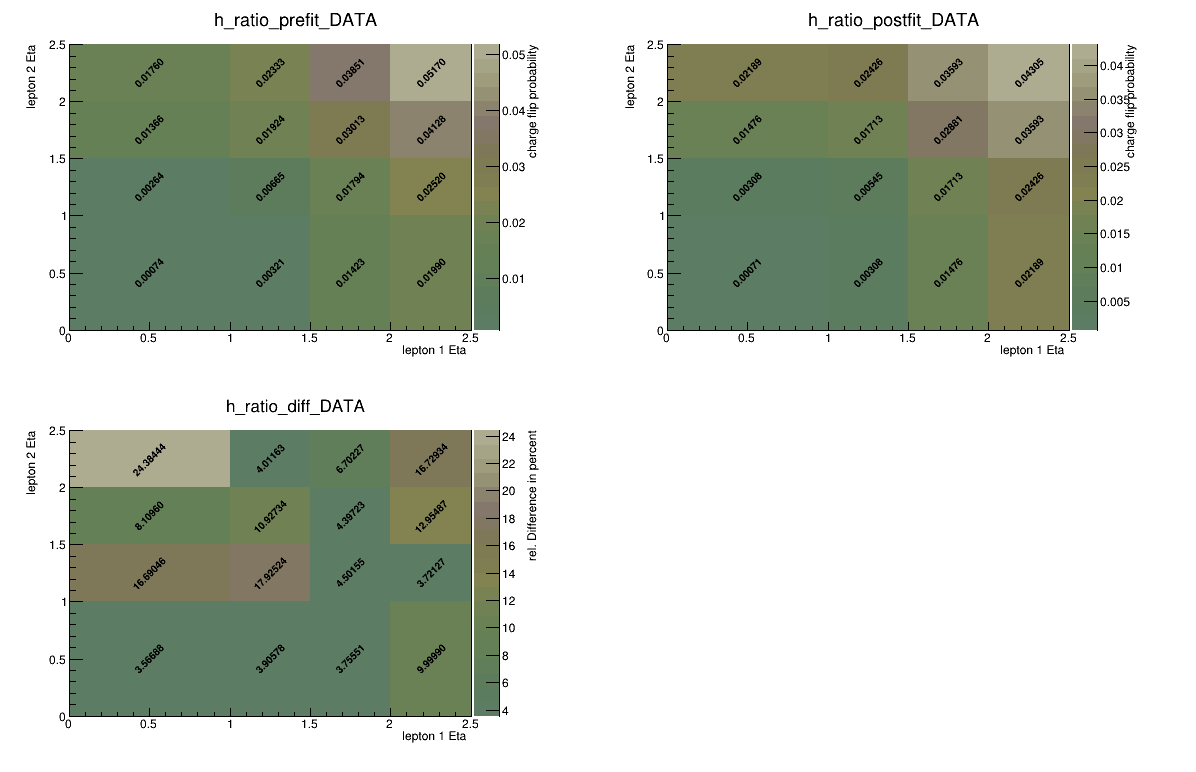 h_ratio_prefit_DATA
lepton 2 Eta
2.5
2
1.5
1
0.5
0
0.01760 0.02333 0.03851 0.05170
0.01366 0.01924 0.03013 0.04128
0.00264 0.00665 0.01794 0.02520
0.00074 0.00321 0.01423 0.01990
0 0.5 1 1.5 2 2.5
lepton 1 Eta
0.05
0.04
0.03
0.02
0.01
charge flip probability
h_ratio_postfit_DATA
lepton 2 Eta
2.5
2
1.5
1
0.5
0
0.02189 0.02426 0.03593 0.04305
0.01476 0.01713 0.02881 0.03593
0.00308 0.00545 0.01713 0.02426
0.00071 0.00308 0.01476 0.02189
0 0.5 1 1.5 2 2.5
lepton 1 Eta
0.04
0.035
0.03
0.025
0.02
0.015
0.01
0.005
charge flip probability
h_ratio_diff_DATA
lepton 2 Eta
2.5
2
1.5
1
0.5
0
24.38444 4.01163 6.70227 16.72934
8.10960 10.92734 4.39723 12.95487
16.69046 17.92524 4.50155 3.72127
3.56688 3.90578 3.75551 9.99990
0 0.5 1 1.5 2 2.5
lepton 1 Eta
24
22
20
18
16
14
12
10
8
6
4
rel. Difference in percent